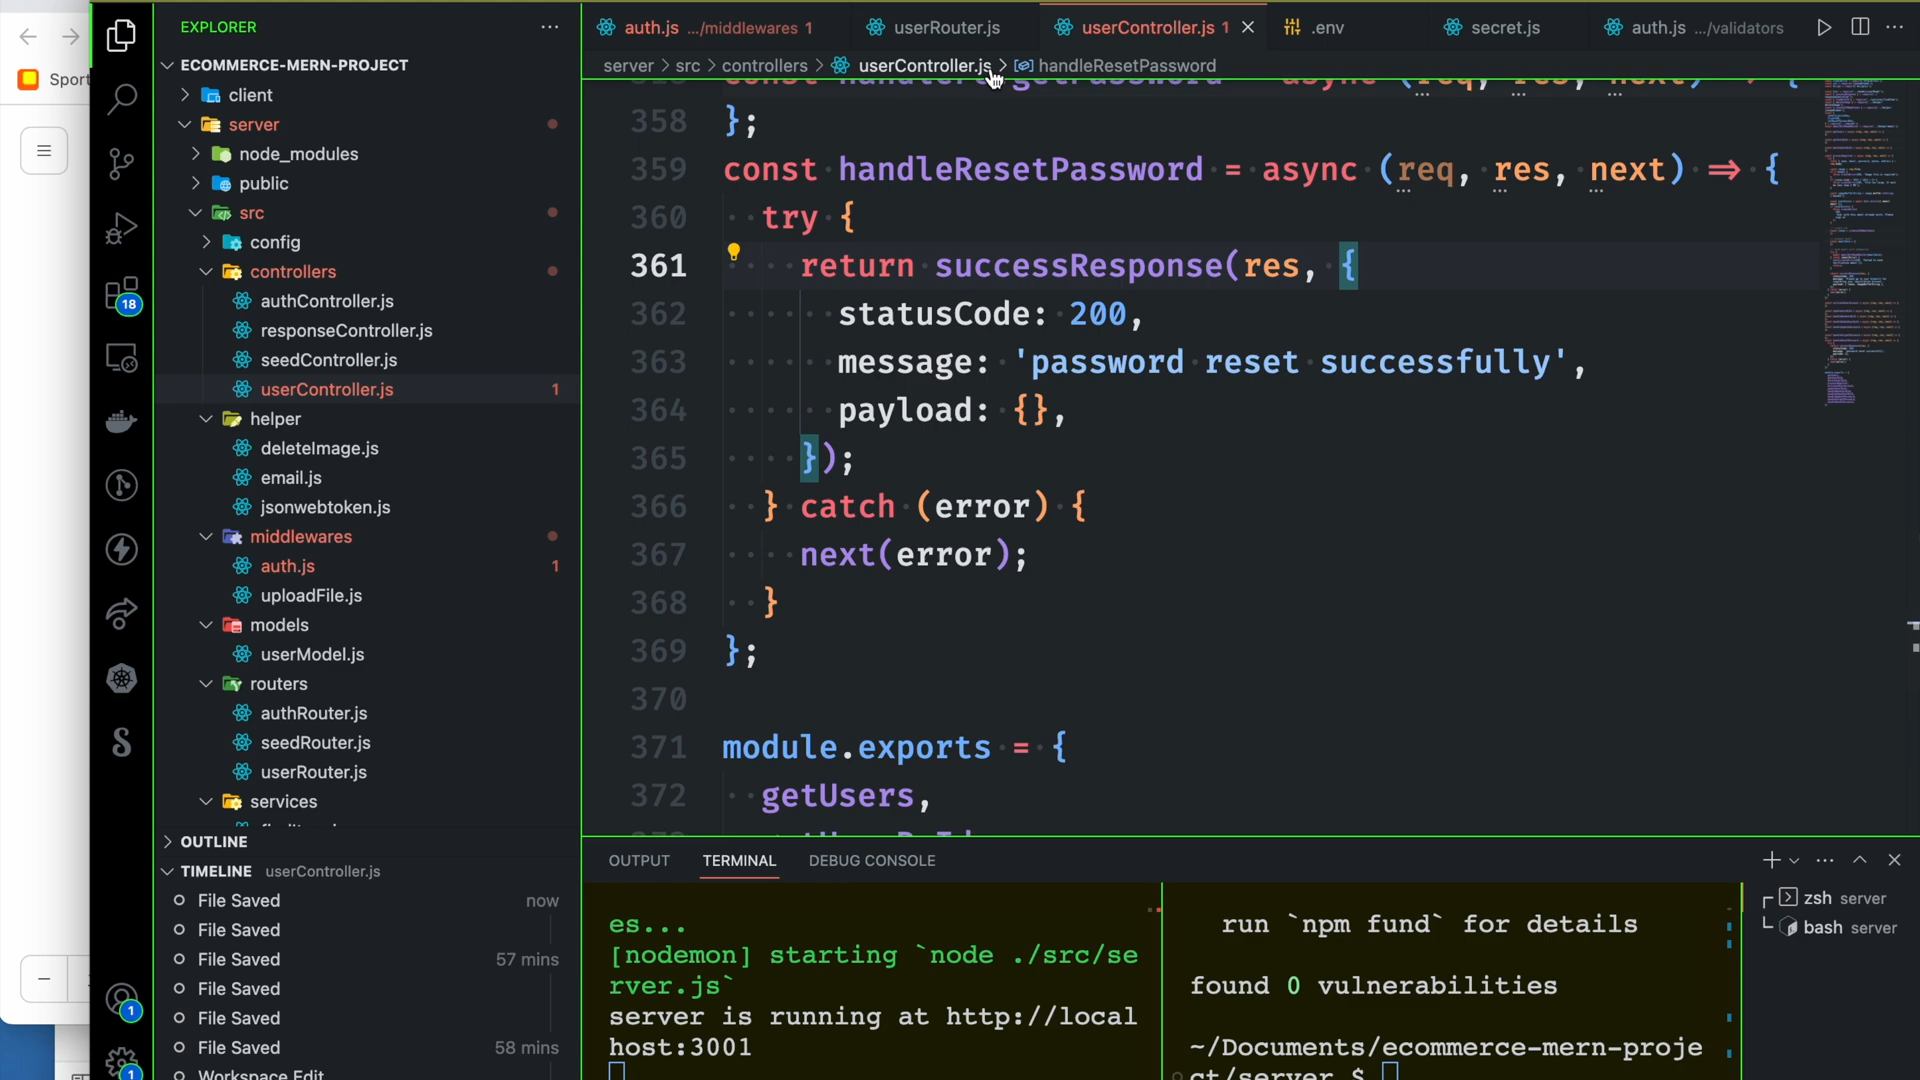 Sport
EXPLORER
ECOMMERCE-MERN-PROJECT
client
server
node_modules
public
src
config
controllers
authController.js
responseController.js
seedController.js
userController.js 1
helper
deleteImage.js
email.js
jsonwebtoken.js
middlewares
auth.js 1
uploadFile.js
models
userModel.js
routers
authRouter.js
seedRouter.js
userRouter.js
services
OUTLINE
TIMELINE userController.js
File Saved now
File Saved
File Saved 57 mins
File Saved
File Saved
File Saved 58 mins
Workspace Edit
18
1
1
auth.js .../middlewares 1
userRouter.js
userController.js 1
.env
secret.js
auth.js .../validators
server > src > controllers > userController.js > handleResetPassword
358 };
359 const handleResetPassword = async (req, res, next) => {
360 try {
361 return successResponse(res, {
362 statusCode: 200,
363 message: 'password reset successfully',
364 payload: {},
365 });
366 } catch (error) {
367 next(error);
368 }
369 };
370
371 module.exports = {
372 getUsers,
OUTPUT TERMINAL DEBUG CONSOLE
es...
[nodemon] starting `node ./src/se
rver.js`
server is running at http://local
host:3001
run `npm fund` for details
found 0 vulnerabilities
~/Documents/ecommerce-mern-proje
ct/server $
zsh server
bash server